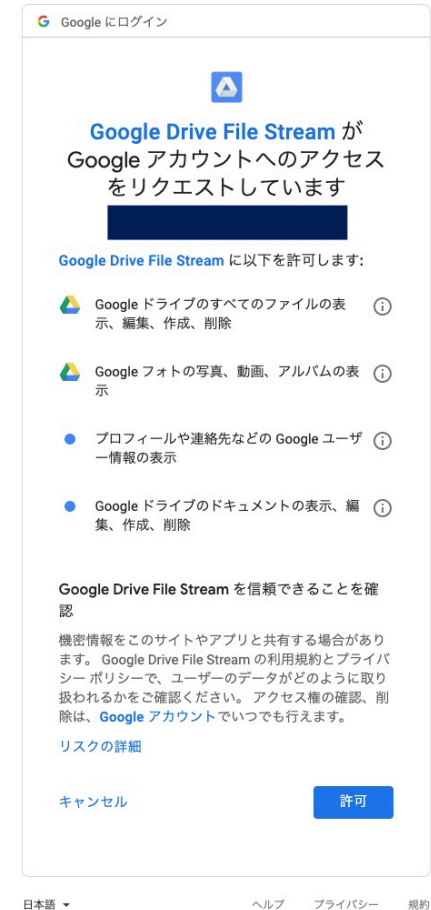 Google にログイン
Google Drive File Stream が
Google アカウントへのアクセス
をリクエストしています
Google Drive File Stream に以下を許可します:
Google ドライブのすべてのファイルの表
示、編集、作成、削除
Google フォトの写真、動画、アルバムの表
示
プロフィールや連絡先などの Google ユーザ
ー情報の表示
Google ドライブのドキュメントの表示、編
集、作成、削除
Google Drive File Stream を信頼できることを確
認
機密情報をこのサイトやアプリと共有する場合があり
ます。 Google Drive File Stream の利用規約とプライバ
シー ポリシーで、ユーザーのデータがどのように取り
扱われるかをご確認ください。 アクセス権の確認、削
除は、Google アカウントでいつでも行えます。
リスクの詳細
キャンセル 許可
日本語 ヘルプ プライバシー 規約